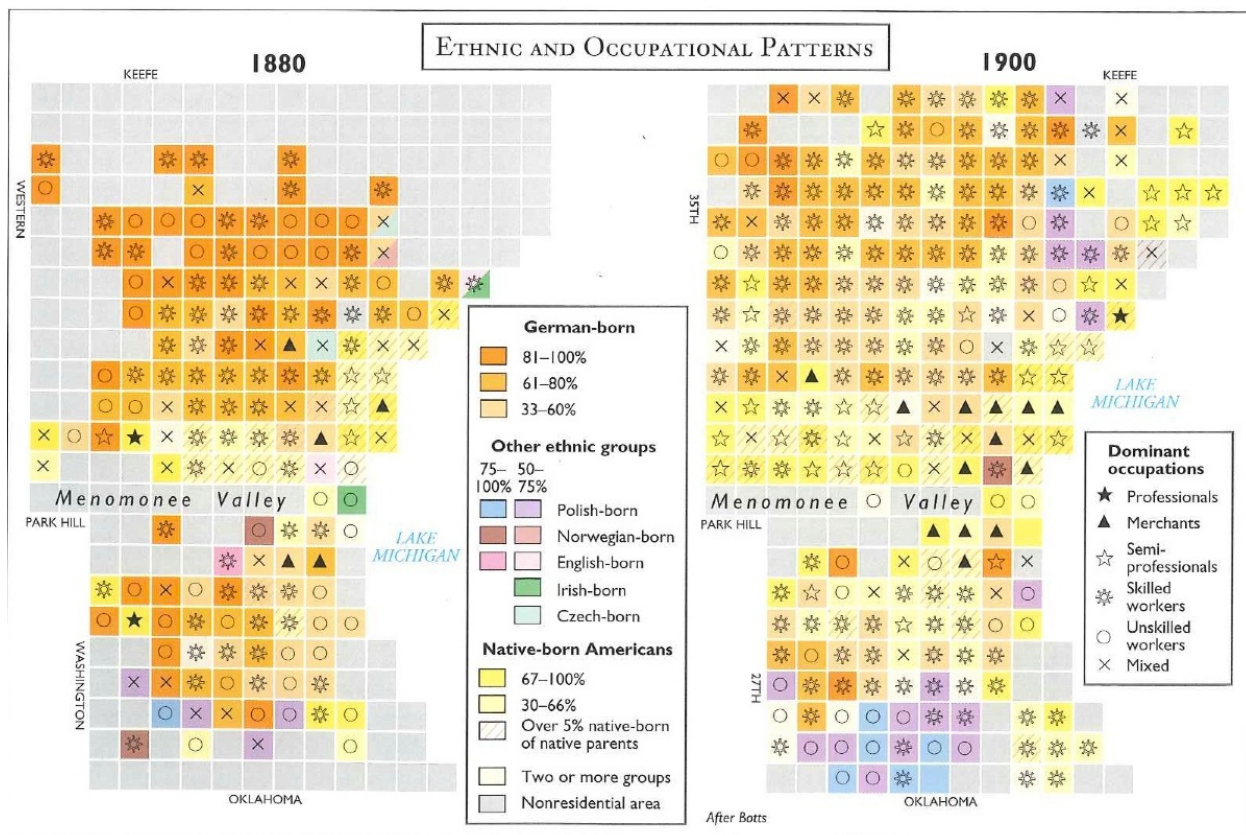 ETHNIC AND OCCUPATIONAL PATTERNS
1880
1900
KEEFE
KEEFE
WESTERN
35TH
German-born
81–100%
61–80%
33–60%
Other ethnic groups
75–100%
50–75%
Polish-born
Norwegian-born
English-born
Irish-born
Czech-born
Native-born Americans
67–100%
30–66%
Over 5% native-born
of native parents
Two or more groups
Nonresidential area
LAKE
MICHIGAN
Dominant
occupations
Professionals
Merchants
Semi-
professionals
Skilled
workers
Unskilled
workers
Mixed
Menomonee Valley
PARK HILL
LAKE
MICHIGAN
WASHINGTON
OKLAHOMA
Menomonee Valley
PARK HILL
27TH
OKLAHOMA
After Botts